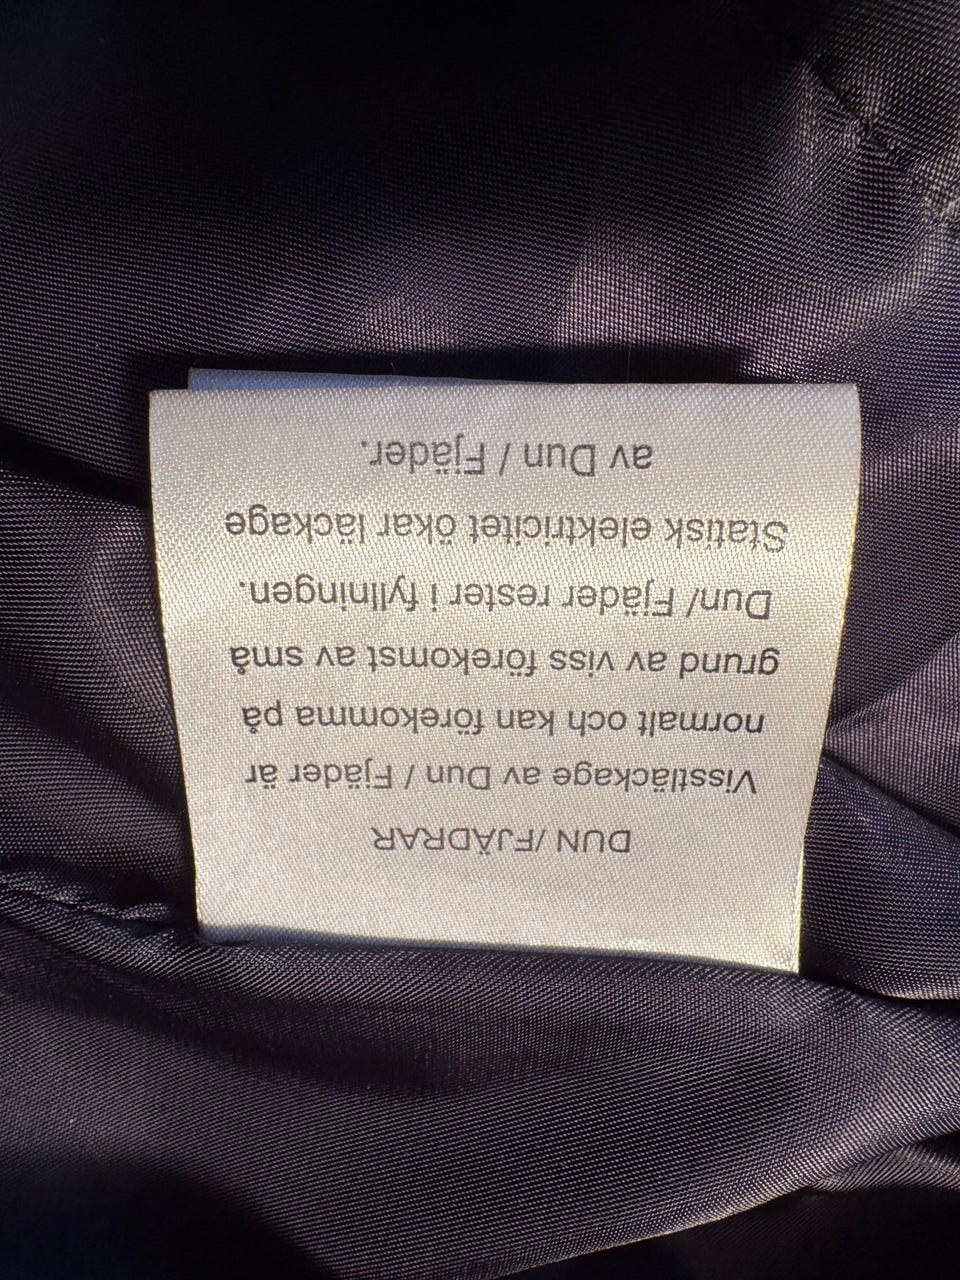 DUN /FJÄDRAR
Visstläckage av Dun / Fjäder är
normalt och kan förekomma på
grund av viss förekomst av små
Dun/ Fjäder rester i fyllningen.
Statisk elektricitet ökar läckage
av Dun / Fjäder.